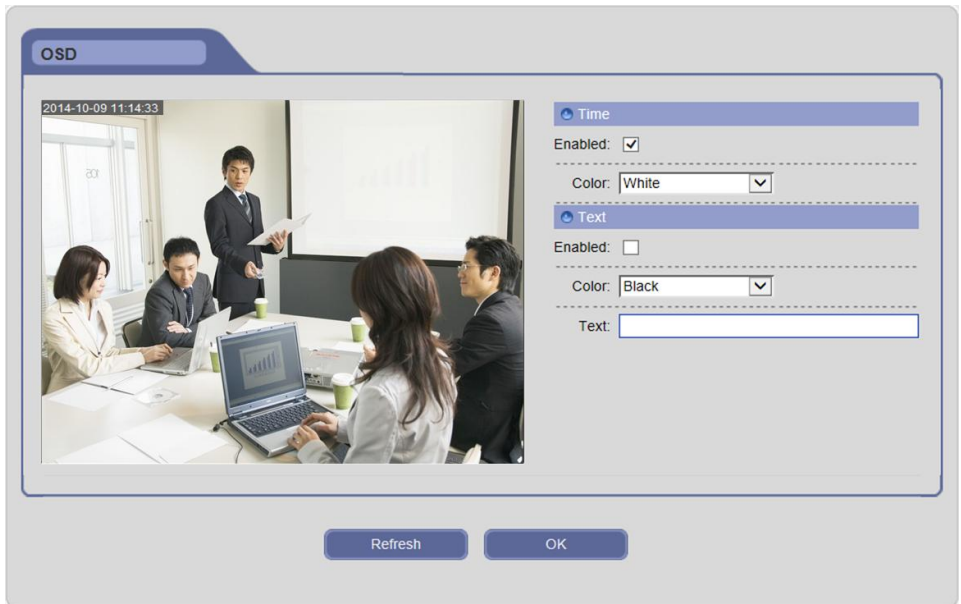 OSD
2014-10-09 11:14:33
Time
Enabled:
Color: White
Text
Enabled:
Color: Black
Text:
Refresh
OK